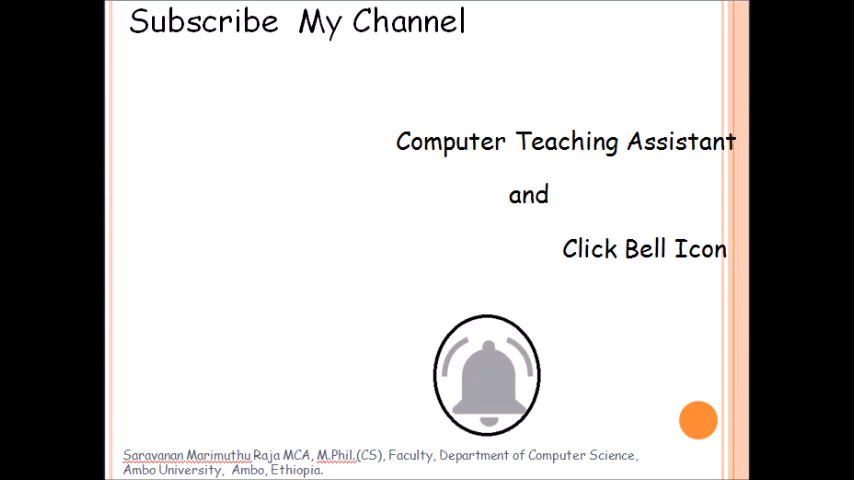 Subscribe My Channel
Computer Teaching Assistant
and
Click Bell Icon
Saravanan Marimuthu Raja MCA, M.Phil.(CS), Faculty, Department of Computer Science,
Ambo University, Ambo, Ethiopia.